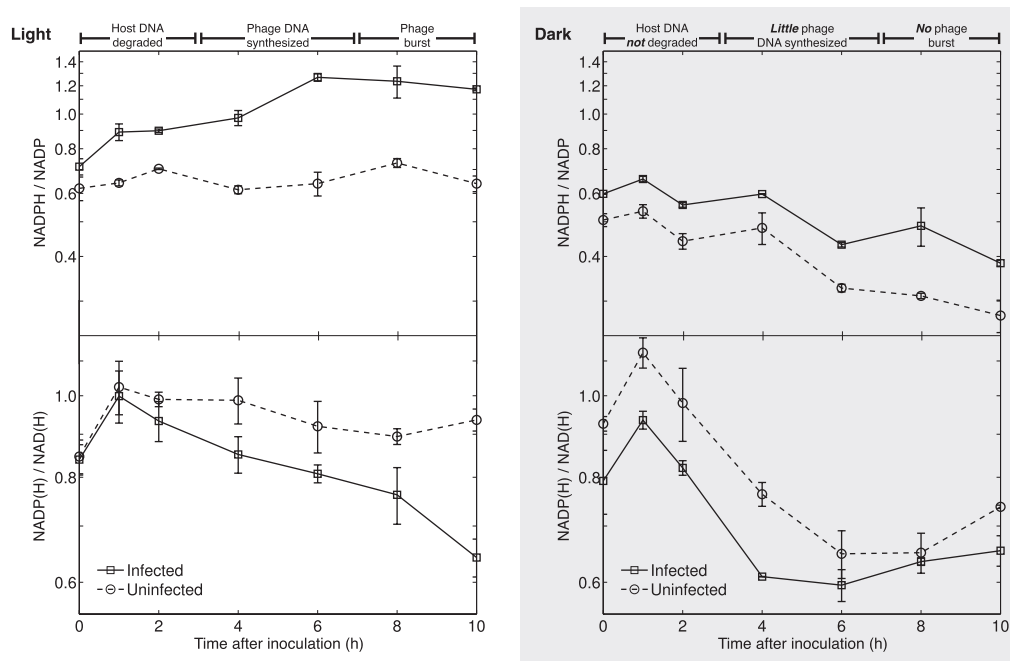 Light
Host DNA
degraded
Phage DNA
synthesized
Phage
burst
1.4
1.2
1.0
0.8
0.6
0.4
NADPH / NADP
1.0
0.8
0.6
NADP(H) / NAD(H)
Infected
Uninfected
0 2 4 6 8 10
Time after inoculation (h)
Dark
Host DNA
not degraded
Little phage
DNA synthesized
No phage
burst
1.4
1.2
1.0
0.8
0.6
0.4
NADPH / NADP
1.0
0.8
0.6
NADP(H) / NAD(H)
Infected
Uninfected
0 2 4 6 8 10
Time after inoculation (h)